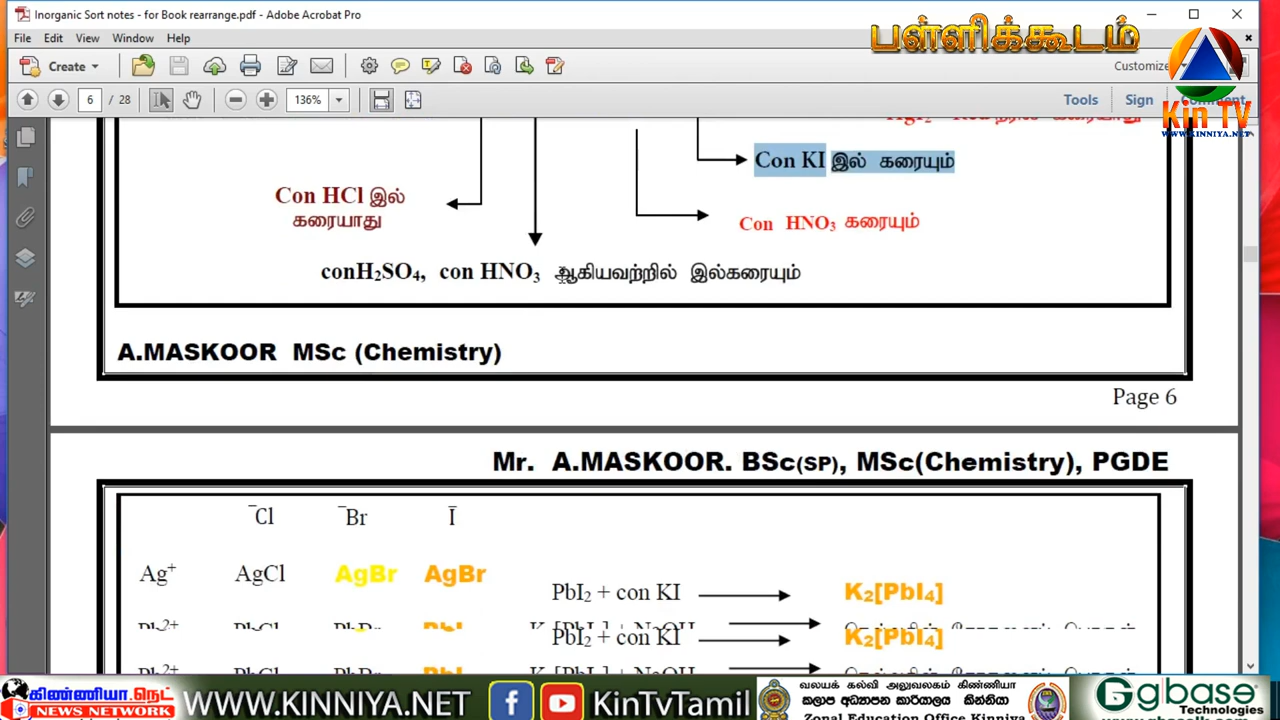 Inorganic Sort notes - for Book rearrange.pdf - Adobe Acrobat Pro
பள்ளிக்கூடம்
File Edit View Window Help
Create
Customize
Kin TV
WWW.KINNIYA.NET
6 / 28
136%
Tools Sign Comment
Con KI இல் கரையும்
Con HCl இல்
கரையாது
Con HNO₃ கரையும்
conH₂SO₄, con HNO₃ ஆகியவற்றில் இல்கரையும்
A.MASKOOR MSc (Chemistry)
Page 6
Mr. A.MASKOOR. BSc(SP), MSc(Chemistry), PGDE
‾Cl ‾Br Ī
Ag⁺ AgCl AgBr AgBr
PbI₂ + con KI K₂[PbI₄]
PbI₂ + con KI K₂[PbI₄]
கிண்ணியா.நெட்
NEWS NETWORK
WWW.KINNIYA.NET
KinTvTamil
வலயக் கல்வி அலுவலகம் கிண்ணியா
Zonal Education Office Kinniya
Ggbase
Technologies